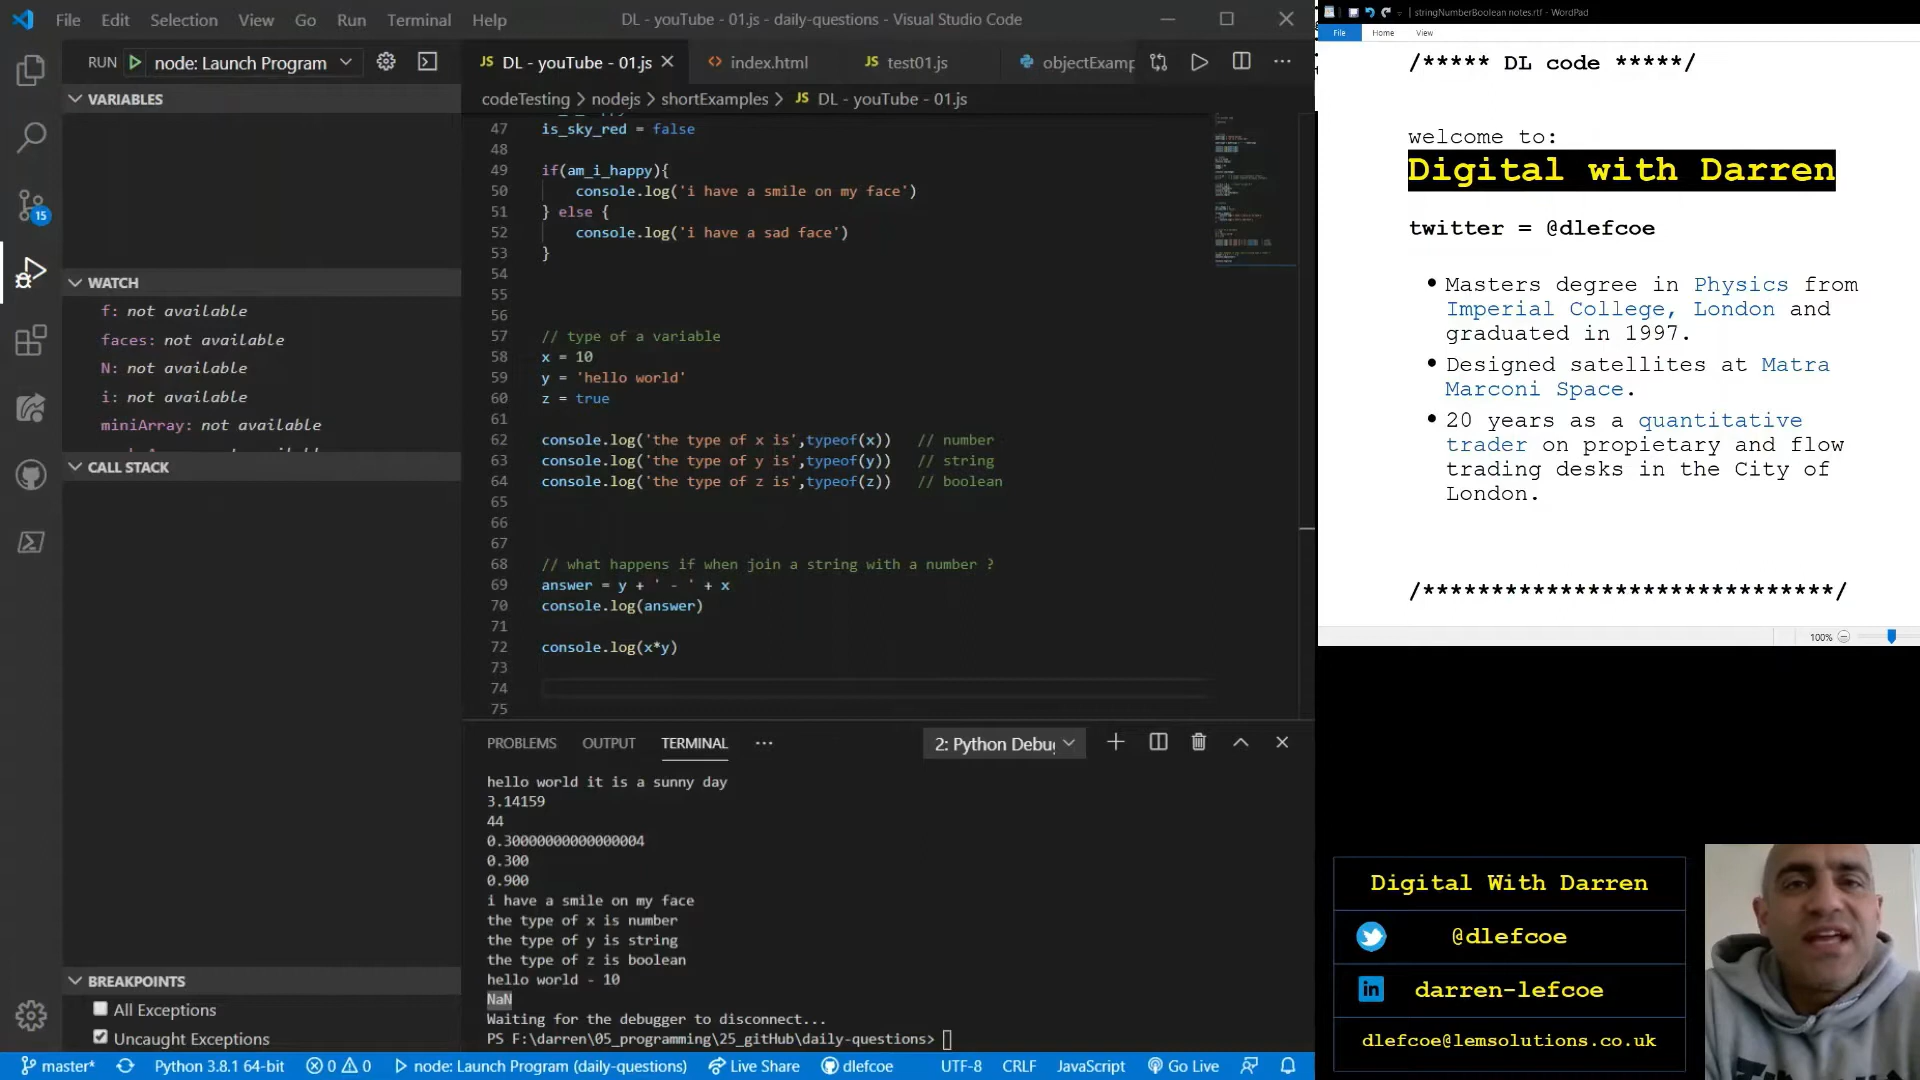 File Edit Selection View Go Run Terminal Help
DL - youTube - 01.js - daily-questions - Visual Studio Code
RUN node: Launch Program
VARIABLES
WATCH
f: not available
faces: not available
N: not available
i: not available
miniArray: not available
CALL STACK
BREAKPOINTS
All Exceptions
Uncaught Exceptions
15
JS DL - youTube - 01.js
<> index.html
JS test01.js
objectExamp
codeTesting > nodejs > shortExamples > JS DL - youTube - 01.js
47 is_sky_red = false
48
49 if(am_i_happy){
50 console.log('i have a smile on my face')
51 } else {
52 console.log('i have a sad face')
53 }
54
55
56
57 // type of a variable
58 x = 10
59 y = 'hello world'
60 z = true
61
62 console.log('the type of x is',typeof(x)) // number
63 console.log('the type of y is',typeof(y)) // string
64 console.log('the type of z is',typeof(z)) // boolean
65
66
67
68 // what happens if when join a string with a number ?
69 answer = y + ' - ' + x
70 console.log(answer)
71
72 console.log(x*y)
73
74
75
PROBLEMS OUTPUT TERMINAL ··· 2: Python Debu
hello world it is a sunny day
3.14159
44
0.30000000000000004
0.300
0.900
i have a smile on my face
the type of x is number
the type of y is string
the type of z is boolean
hello world - 10
NaN
Waiting for the debugger to disconnect...
PS F:\darren\05_programming\25_gitHub\daily-questions>
master* Python 3.8.1 64-bit 0 0 node: Launch Program (daily-questions) Live Share dlefcoe UTF-8 CRLF JavaScript Go Live
stringNumberBoolean notes.rtf - WordPad
File Home View
/***** DL code *****/
welcome to:
Digital with Darren
twitter = @dlefcoe
• Masters degree in Physics from
Imperial College, London and
graduated in 1997.
• Designed satellites at Matra
Marconi Space.
• 20 years as a quantitative
trader on propietary and flow
trading desks in the City of
London.
/******************************/
100%
Digital With Darren
@dlefcoe
in darren-lefcoe
dlefcoe@lemsolutions.co.uk